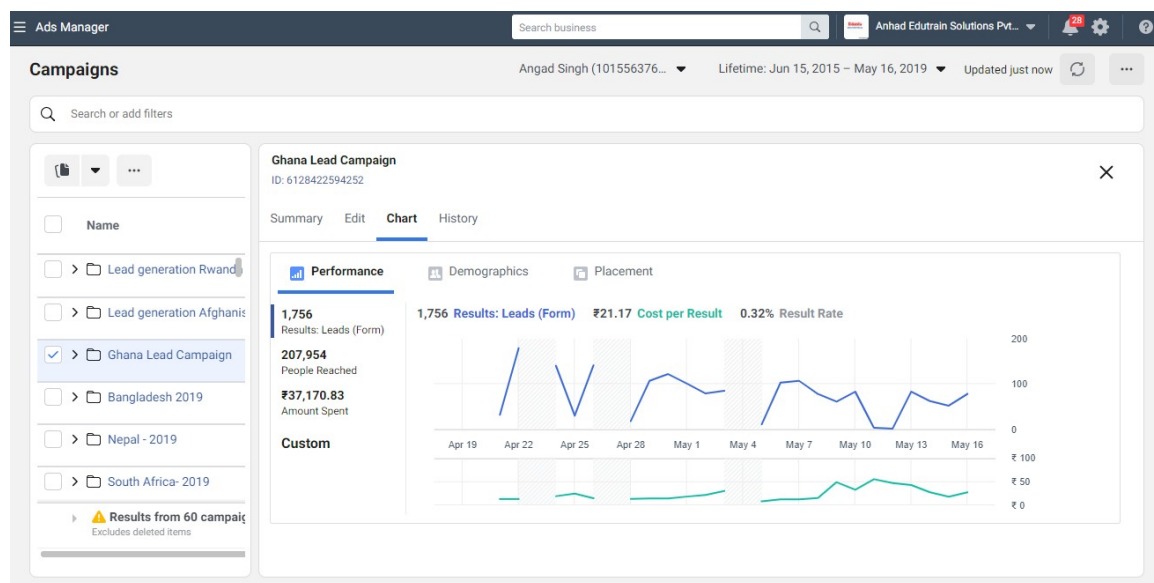 Ads Manager
Search business
Anhad Edutrain Solutions Pvt...
28
Campaigns
Angad Singh (101556376...
Lifetime: Jun 15, 2015 – May 16, 2019
Updated just now
Search or add filters
Name
Lead generation Rwanda
Lead generation Afghanis
Ghana Lead Campaign
Bangladesh 2019
Nepal - 2019
South Africa- 2019
Results from 60 campaig
Excludes deleted items
Ghana Lead Campaign
ID: 6128422594252
Summary Edit Chart History
Performance Demographics Placement
1,756
Results: Leads (Form)
207,954
People Reached
₹37,170.83
Amount Spent
Custom
1,756 Results: Leads (Form) ₹21.17 Cost per Result 0.32% Result Rate
200
100
0
Apr 19 Apr 22 Apr 25 Apr 28 May 1 May 4 May 7 May 10 May 13 May 16
₹ 100
₹ 50
₹ 0